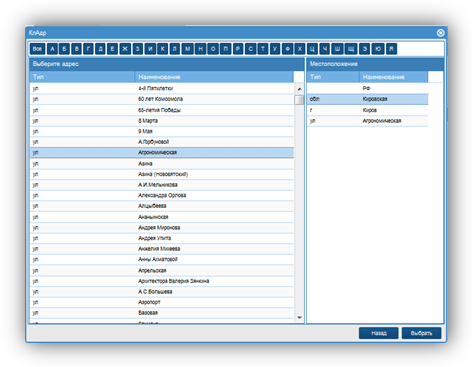 КлАдр
Все А Б В Г Д Е Ж З И К Л М Н О П Р С Т У Ф Х Ц Ч Ш Щ Э Ю Я
Выберите адрес
Тип Наименование
ул 4-й Пятилетки
ул 60 лет Комсомола
ул 65-летия Победы
ул 8 Марта
ул 9 Мая
ул А.Горбуновой
ул Агрономическая
ул Азина
ул Азина (Нововятский)
ул А.И.Мельникова
ул Александра Орлова
ул Алцыбеева
ул Ананьинская
ул Андрея Миронова
ул Андрея Упита
ул Анжелия Михеева
ул Анны Ахматовой
ул Апрельская
ул Архитектора Валерия Зянкина
ул А.С.Большева
ул Аэропорт
ул Базовая
Местоположение
Тип Наименование
РФ
обл Кировская
г Киров
ул Агрономическая
Назад Выбрать